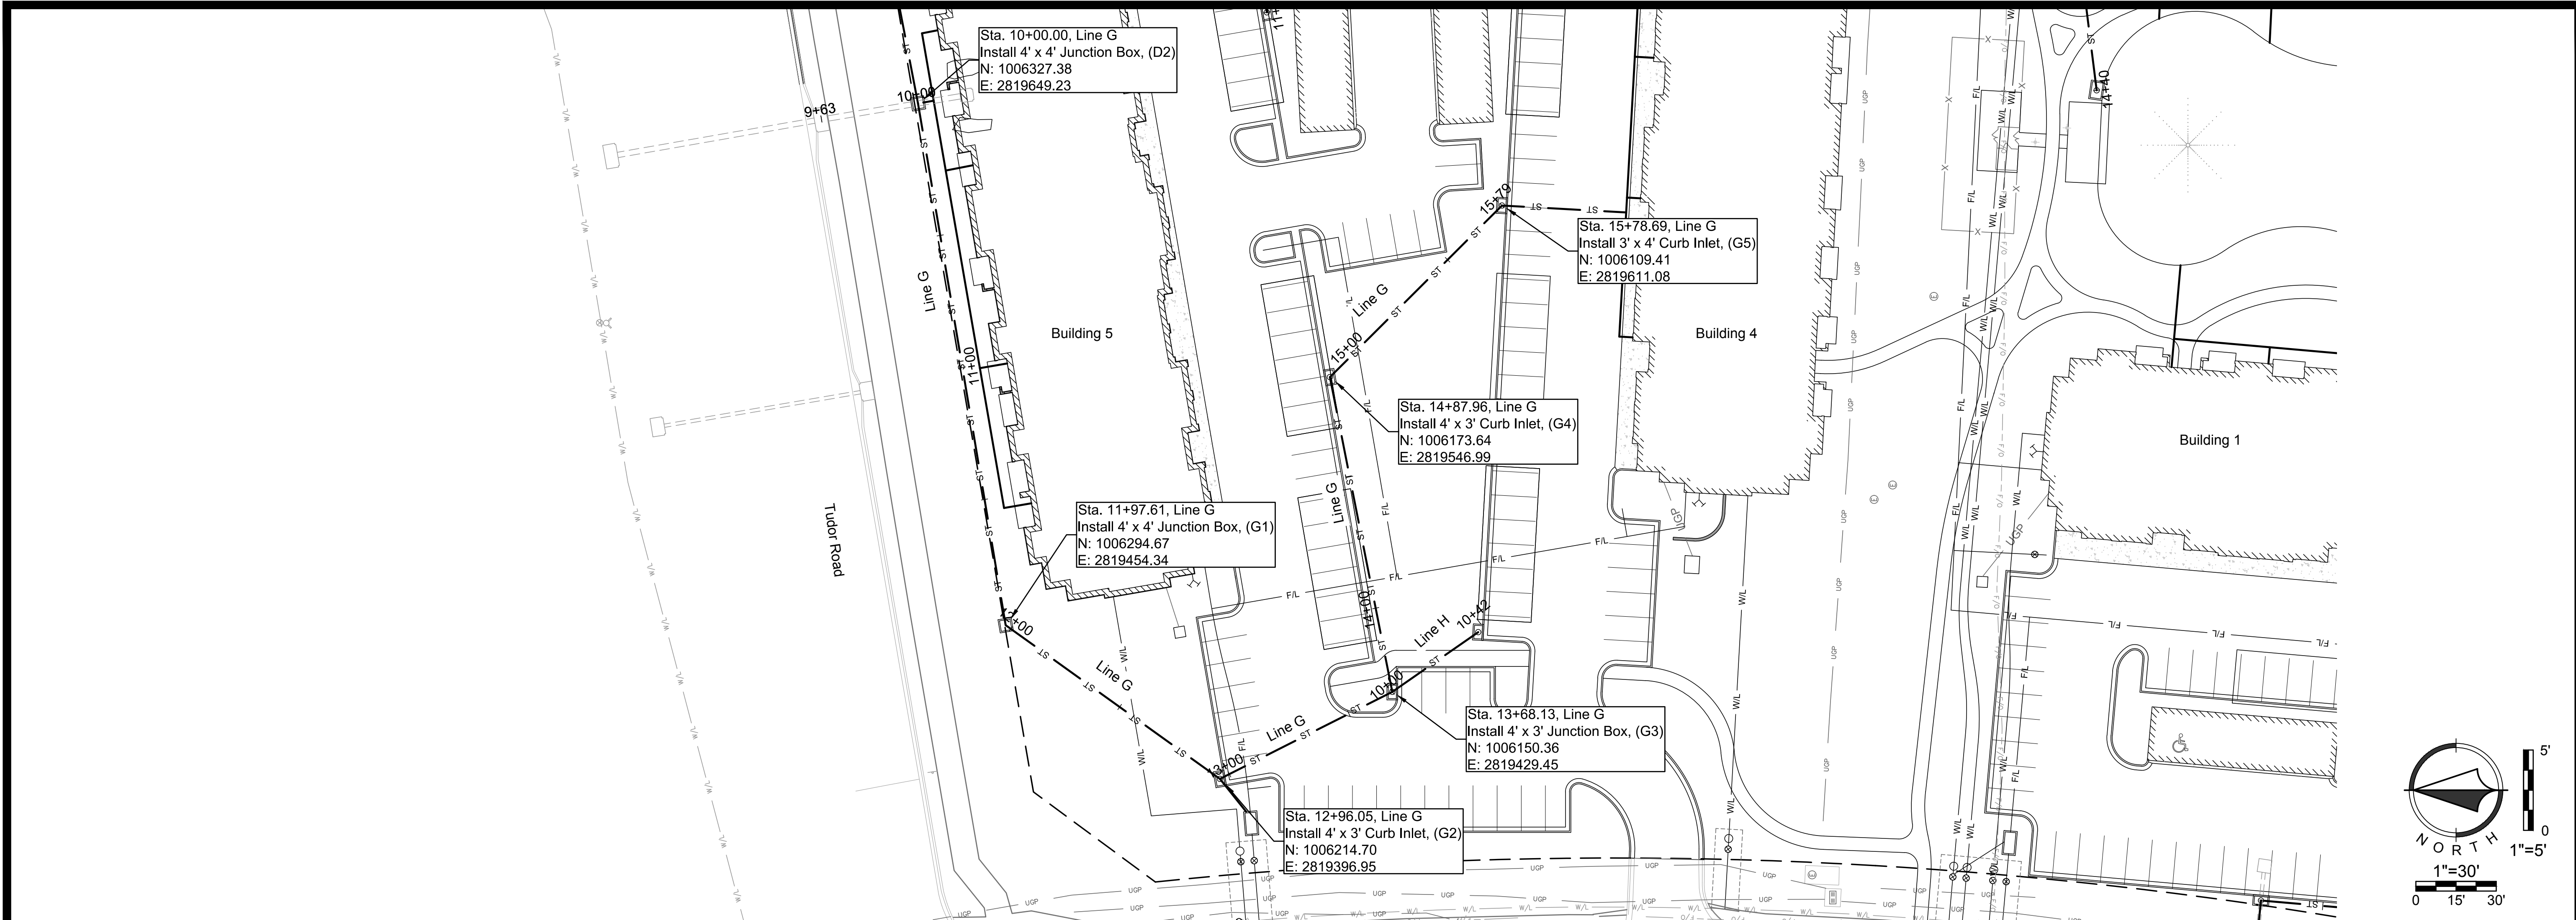 Sta. 10+00.00, Line G
Install 4' x 4' Junction Box, (D2)
N: 1006327.38
E: 2819649.23
9+63
10+00
11+
14+40
Line G
11+00
Building 5
Tudor Road
Sta. 11+97.61, Line G
Install 4' x 4' Junction Box, (G1)
N: 1006294.67
E: 2819454.34
12+00
Line G
13+00
Line G
Sta. 12+96.05, Line G
Install 4' x 3' Curb Inlet, (G2)
N: 1006214.70
E: 2819396.95
10+00
Line H
10+42
14+00
Sta. 13+68.13, Line G
Install 4' x 3' Junction Box, (G3)
N: 1006150.36
E: 2819429.45
Line G
15+00
Sta. 14+87.96, Line G
Install 4' x 3' Curb Inlet, (G4)
N: 1006173.64
E: 2819546.99
Line G
15+79
Sta. 15+78.69, Line G
Install 3' x 4' Curb Inlet, (G5)
N: 1006109.41
E: 2819611.08
Building 4
Building 1
ST
W/L
F/L
UGP
F/O
X
E
NORTH
5'
0
1"=5'
1"=30'
0 15' 30'